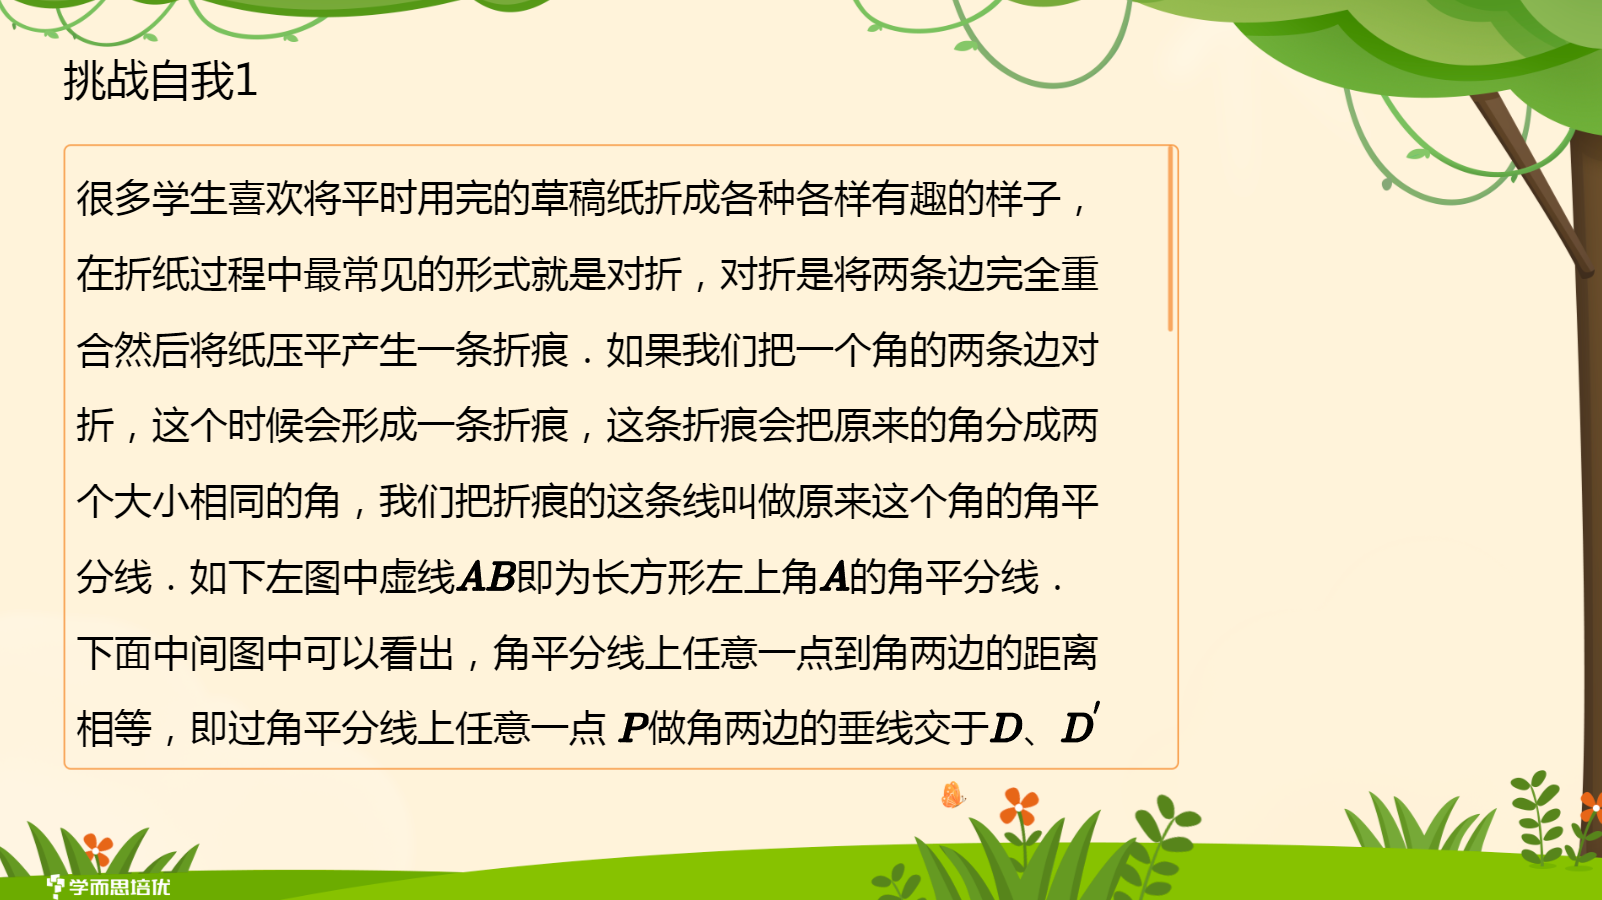 挑战自我1
很多学生喜欢将平时用完的草稿纸折成各种各样有趣的样子，
在折纸过程中最常见的形式就是对折，对折是将两条边完全重
合然后将纸压平产生一条折痕．如果我们把一个角的两条边对
折，这个时候会形成一条折痕，这条折痕会把原来的角分成两
个大小相同的角，我们把折痕的这条线叫做原来这个角的角平
分线．如下左图中虚线AB即为长方形左上角A的角平分线．
下面中间图中可以看出，角平分线上任意一点到角两边的距离
相等，即过角平分线上任意一点 P做角两边的垂线交于D、D′
学而思培优